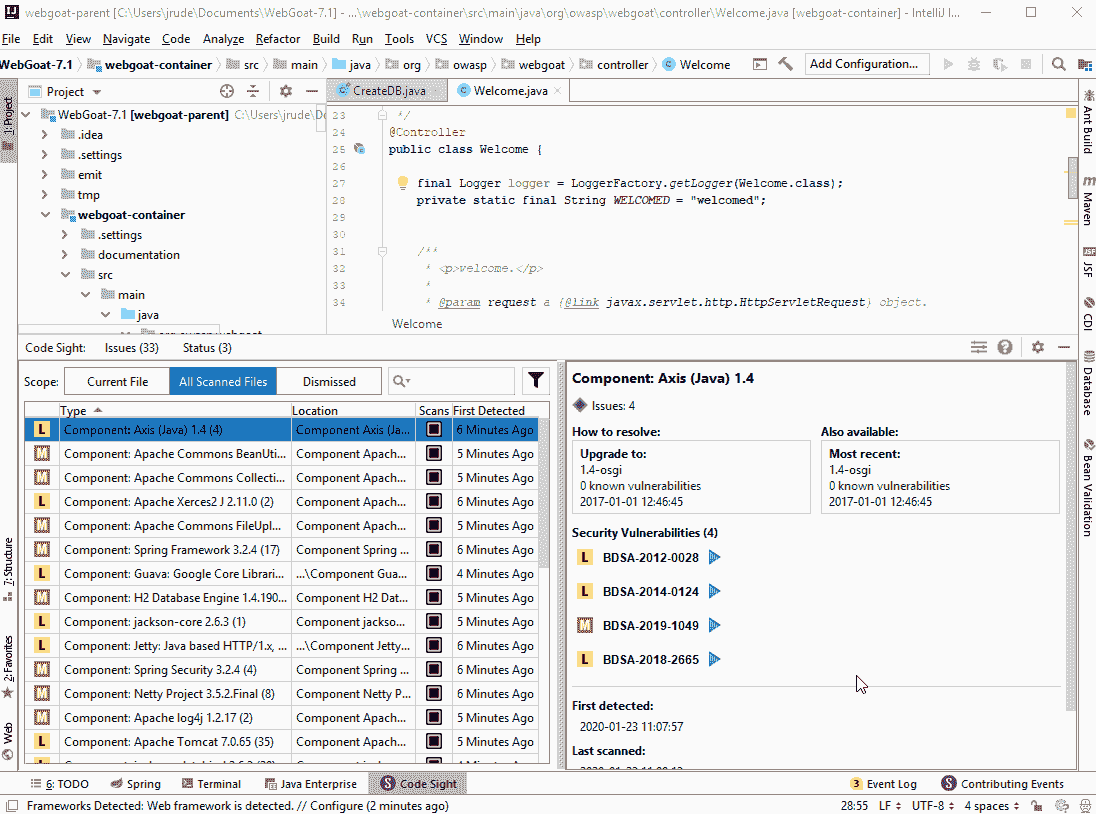 webgoat-parent [C:\Users\jrude\Documents\WebGoat-7.1] - ...\webgoat-container\src\main\java\org\owasp\webgoat\controller\Welcome.java [webgoat-container] - IntelliJ I...
File Edit View Navigate Code Analyze Refactor Build Run Tools VCS Window Help
WebGoat-7.1 webgoat-container src main java org owasp webgoat controller Welcome Add Configuration...
Project CreateDB.java Welcome.java
1: Project
WebGoat-7.1 [webgoat-parent] C:\Users\jrude\Do
.idea
.settings
emit
tmp
webgoat-container
.settings
documentation
src
main
java
23 */
24 @Controller
25 public class Welcome {
26
27 final Logger logger = LoggerFactory.getLogger(Welcome.class);
28 private static final String WELCOMED = "welcomed";
29
30
31 /**
32 * <p>welcome.</p>
33 *
34 * @param request a {@link javax.servlet.http.HttpServletRequest} object.
Welcome
Ant Build
Maven
JSF
CDI
Database
Bean Validation
7: Structure
2: Favorites
Web
Code Sight: Issues (33) Status (3)
Scope: Current File All Scanned Files Dismissed
Type Location Scans First Detected
L Component: Axis (Java) 1.4 (4) Component Axis (Ja... 6 Minutes Ago
M Component: Apache Commons BeanUti... Component Apach... 5 Minutes Ago
M Component: Apache Commons Collecti... Component Apach... 5 Minutes Ago
L Component: Apache Xerces2 J 2.11.0 (2) Component Apach... 6 Minutes Ago
M Component: Apache Commons FileUpl... Component Apach... 5 Minutes Ago
M Component: Spring Framework 3.2.4 (17) Component Spring ... 6 Minutes Ago
L Component: Guava: Google Core Librari... ...\Component Gua... 4 Minutes Ago
M Component: H2 Database Engine 1.4.190... Component H2 Dat... 5 Minutes Ago
L Component: jackson-core 2.6.3 (1) Component jackso... 5 Minutes Ago
L Component: Jetty: Java based HTTP/1.x, ... ...\Component Jetty... 6 Minutes Ago
M Component: Spring Security 3.2.4 (4) Component Spring ... 6 Minutes Ago
M Component: Netty Project 3.5.2.Final (8) Component Netty P... 6 Minutes Ago
M Component: Apache log4j 1.2.17 (2) Component Apach... 5 Minutes Ago
L Component: Apache Tomcat 7.0.65 (35) Component Apach... 5 Minutes Ago
Component: Axis (Java) 1.4
Issues: 4
How to resolve: Also available:
Upgrade to: Most recent:
1.4-osgi 1.4-osgi
0 known vulnerabilities 0 known vulnerabilities
2017-01-01 12:46:45 2017-01-01 12:46:45
Security Vulnerabilities (4)
L BDSA-2012-0028
L BDSA-2014-0124
M BDSA-2019-1049
L BDSA-2018-2665
First detected:
2020-01-23 11:07:57
Last scanned:
6: TODO Spring Terminal Java Enterprise Code Sight 3 Event Log Contributing Events
Frameworks Detected: Web framework is detected. // Configure (2 minutes ago) 28:55 LF UTF-8 4 spaces